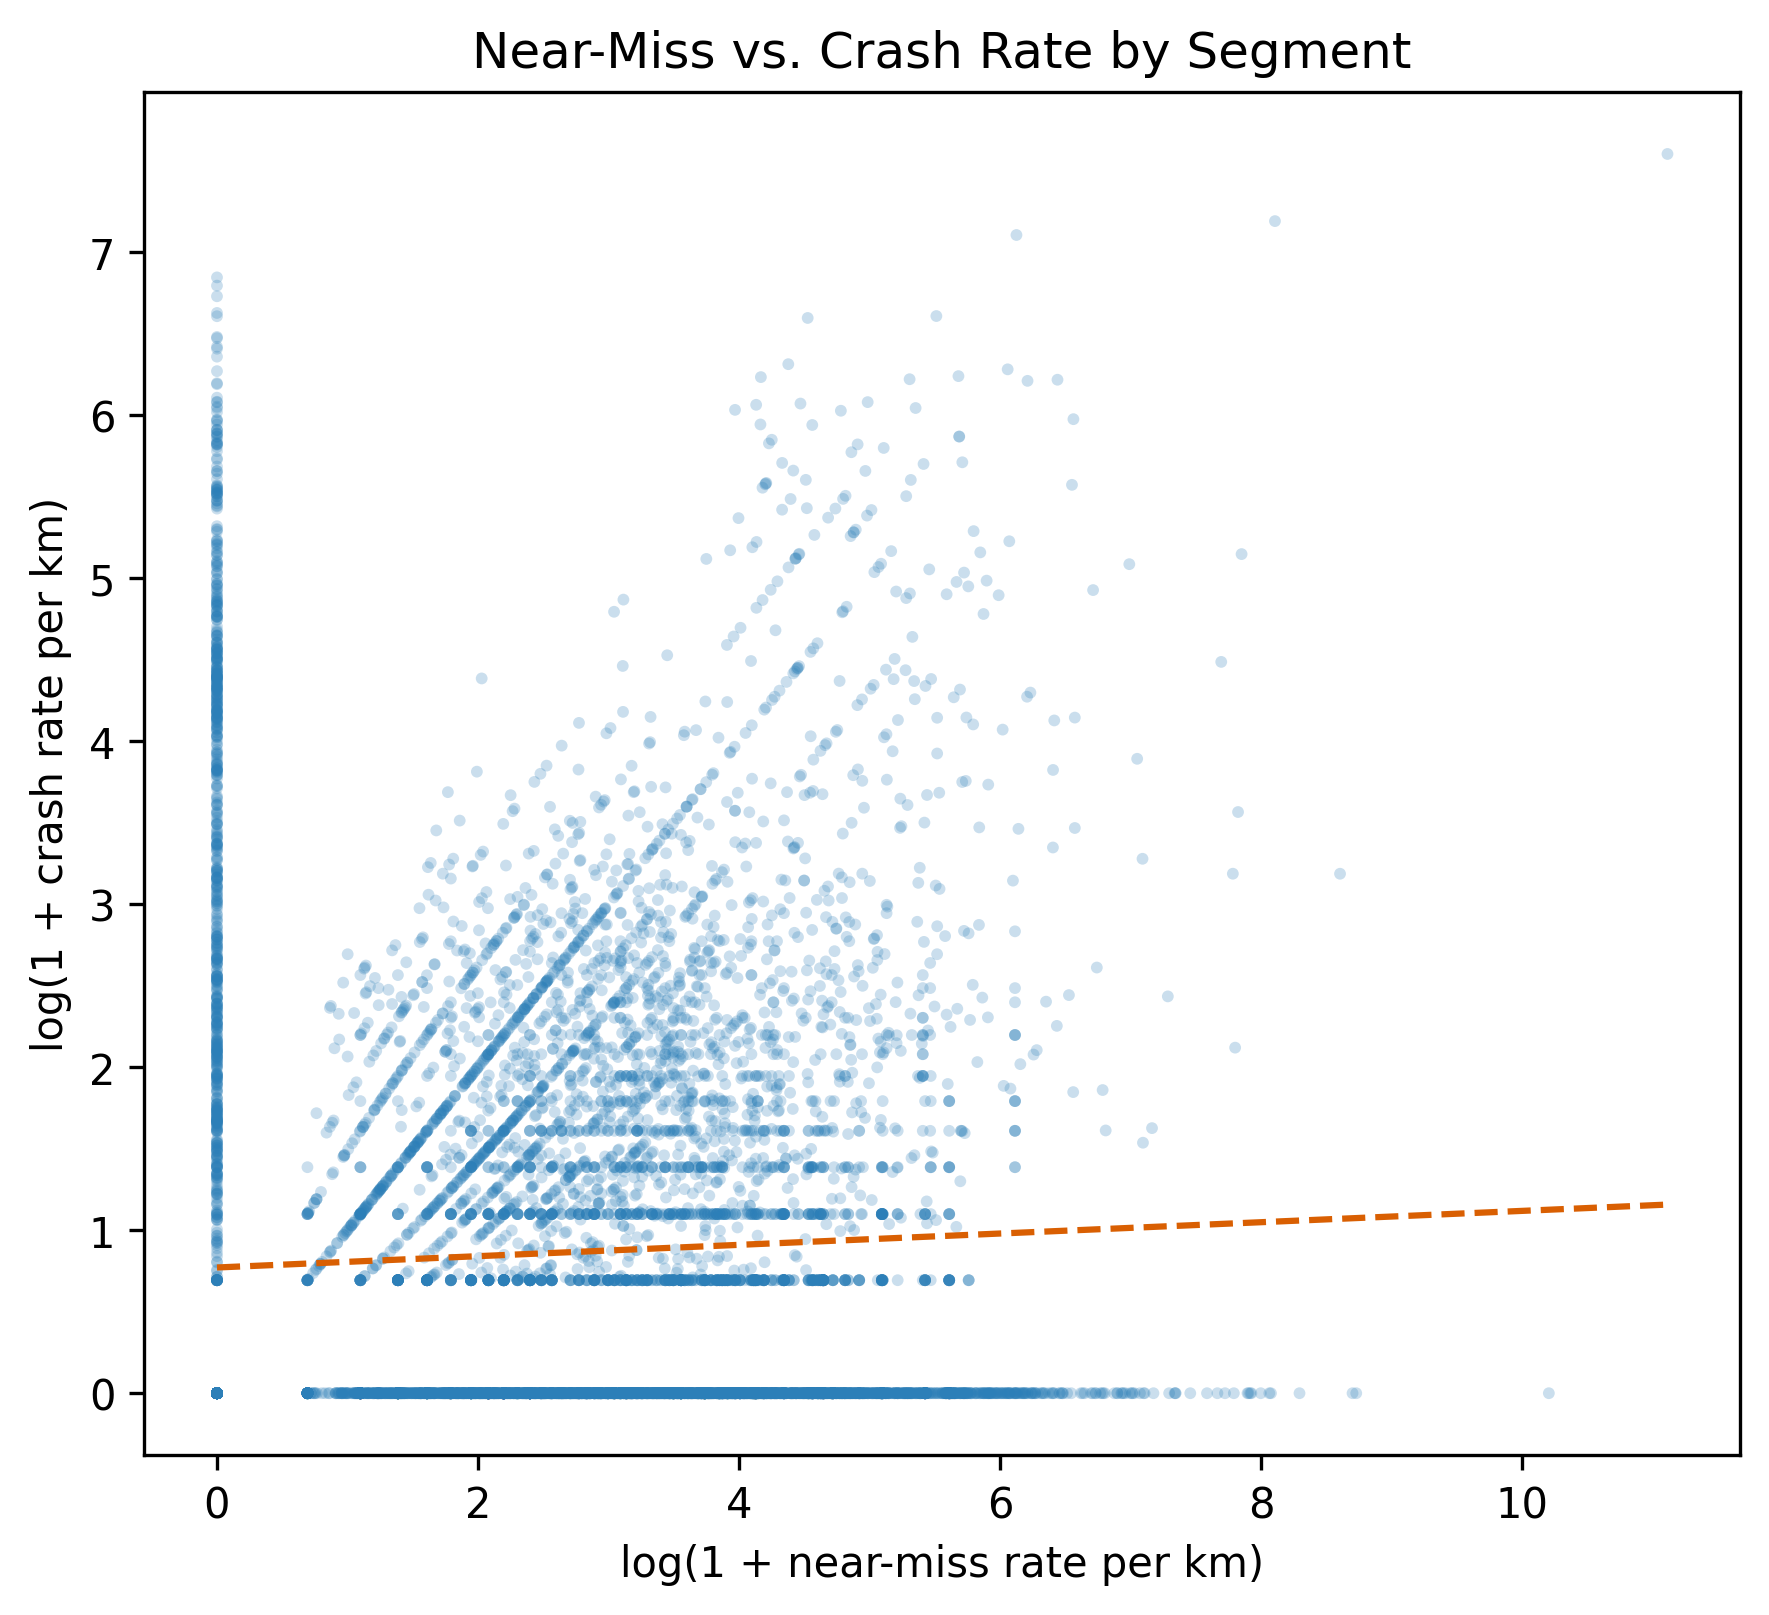 Near-Miss vs. Crash Rate by Segment
log(1 + crash rate per km)
7
6
5
4
3
2
1
0
0 2 4 6 8 10
log(1 + near-miss rate per km)